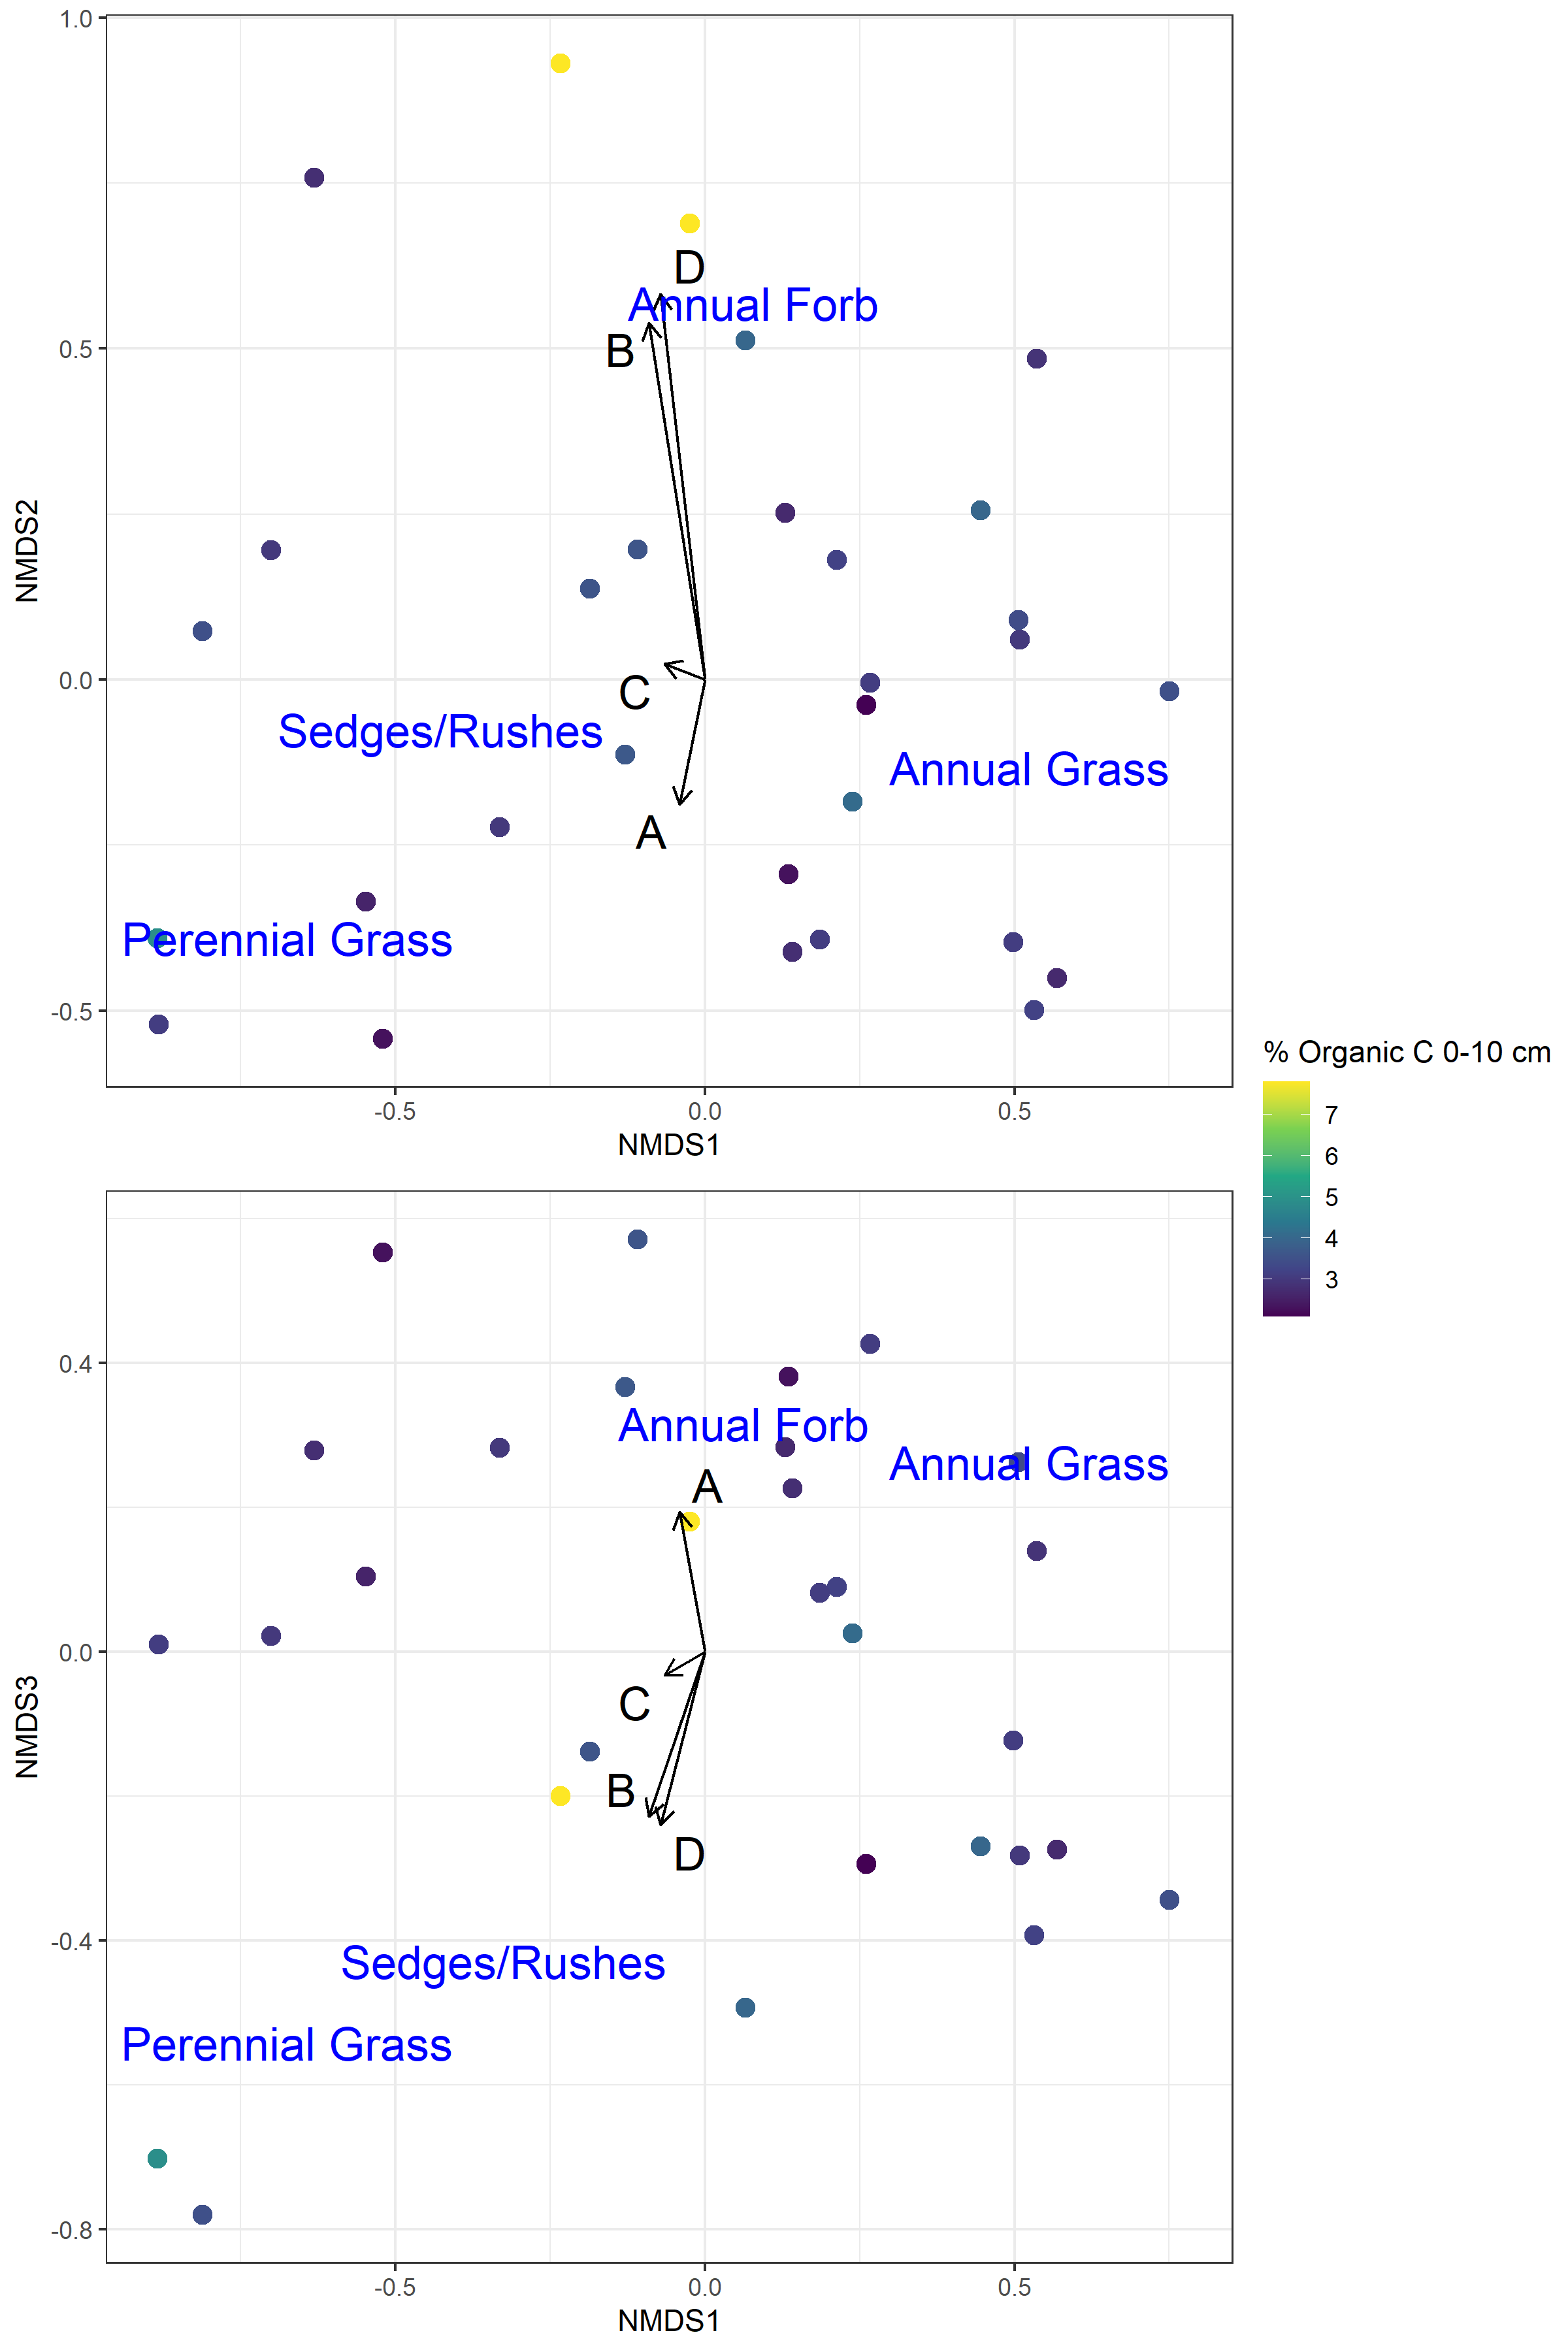 1.0
D
Annual Forb
B
0.5
NMDS2
0.0
C
Sedges/Rushes
Annual Grass
A
Perennial Grass
-0.5
-0.5 0.0 0.5
NMDS1
% Organic C 0-10 cm
7
6
5
4
3
0.4
Annual Forb
Annual Grass
A
0.0
NMDS3
C
B
D
-0.4
Sedges/Rushes
Perennial Grass
-0.8
-0.5 0.0 0.5
NMDS1